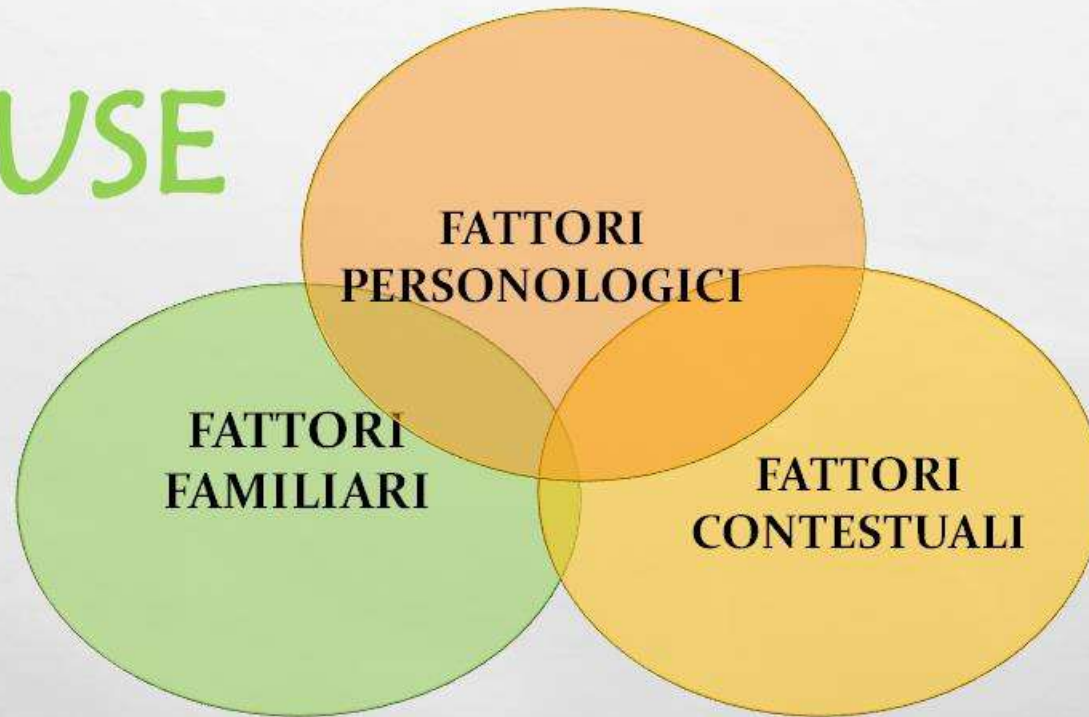 USE
FATTORI
PERSONOLOGICI
FATTORI
FAMILIARI
FATTORI
CONTESTUALI